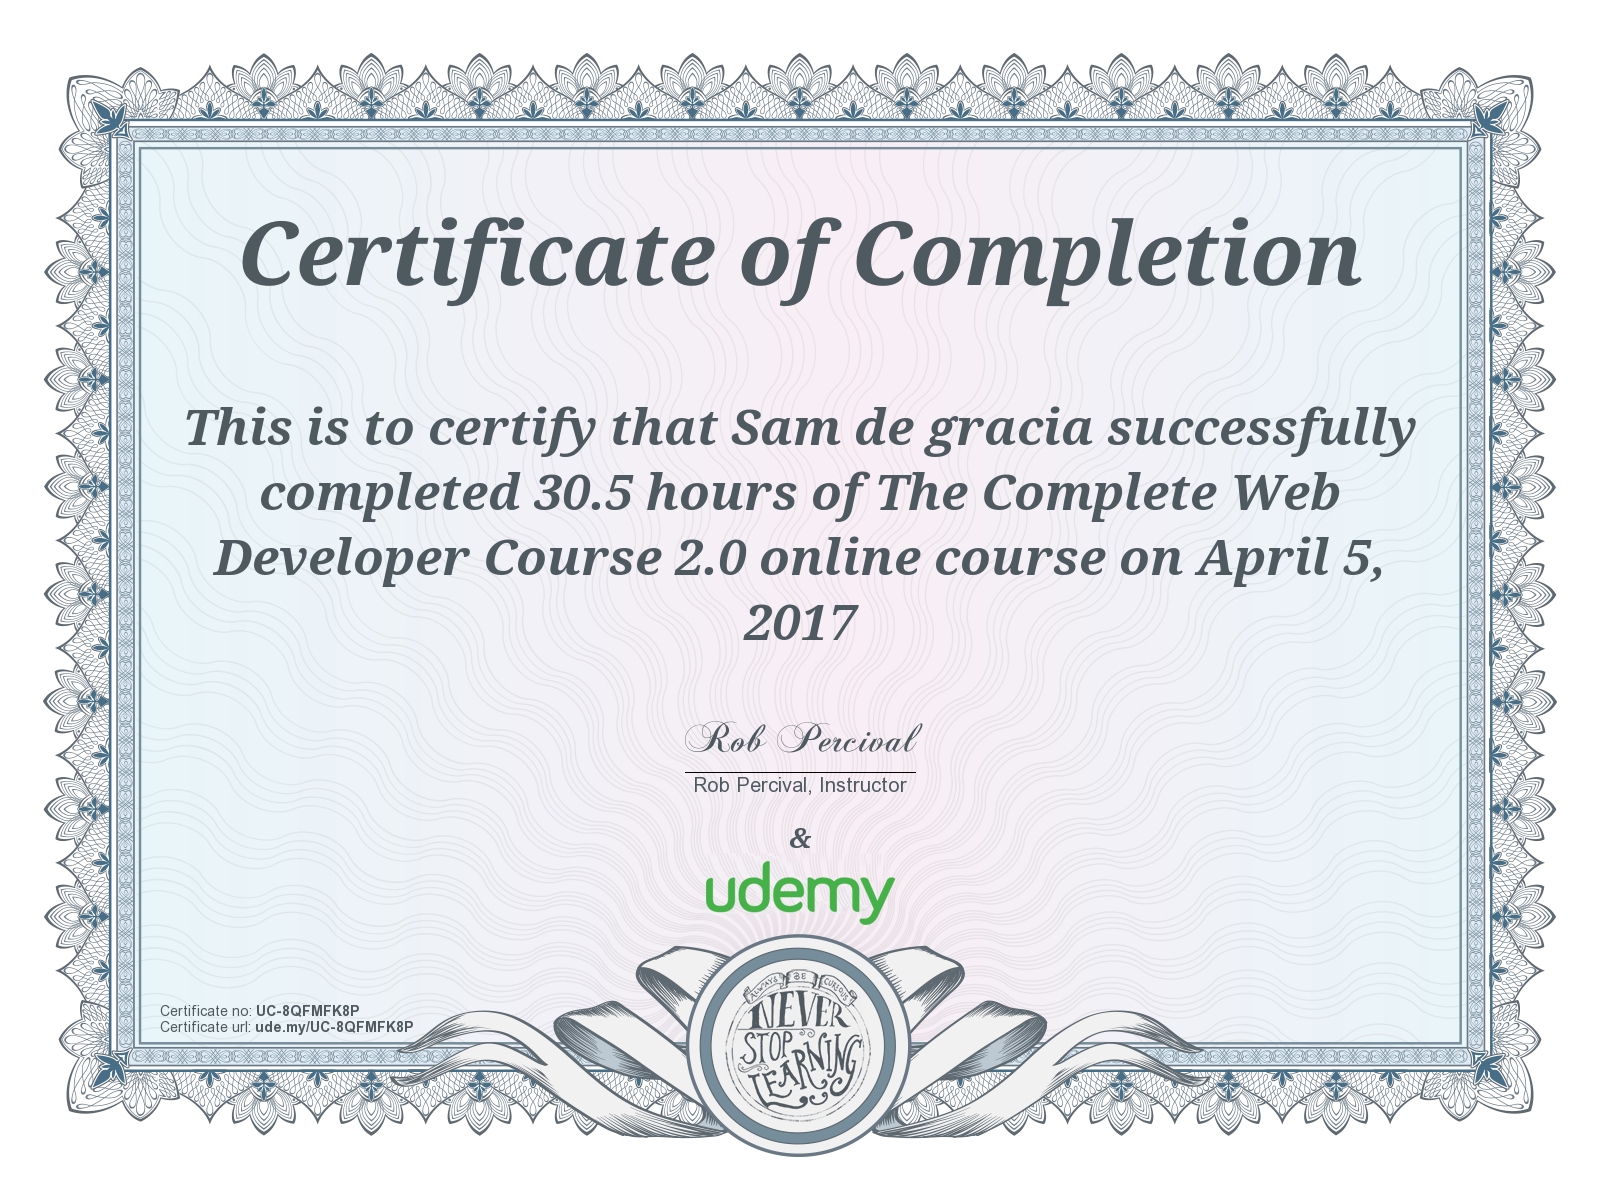 Certificate of Completion
This is to certify that Sam de gracia successfully
completed 30.5 hours of The Complete Web
Developer Course 2.0 online course on April 5,
2017
Rob Percival
Rob Percival, Instructor
&
udemy
ALWAYS BE CURIOUS
NEVER
STOP
LEARNING
Certificate no: UC-8QFMFK8P
Certificate url: ude.my/UC-8QFMFK8P